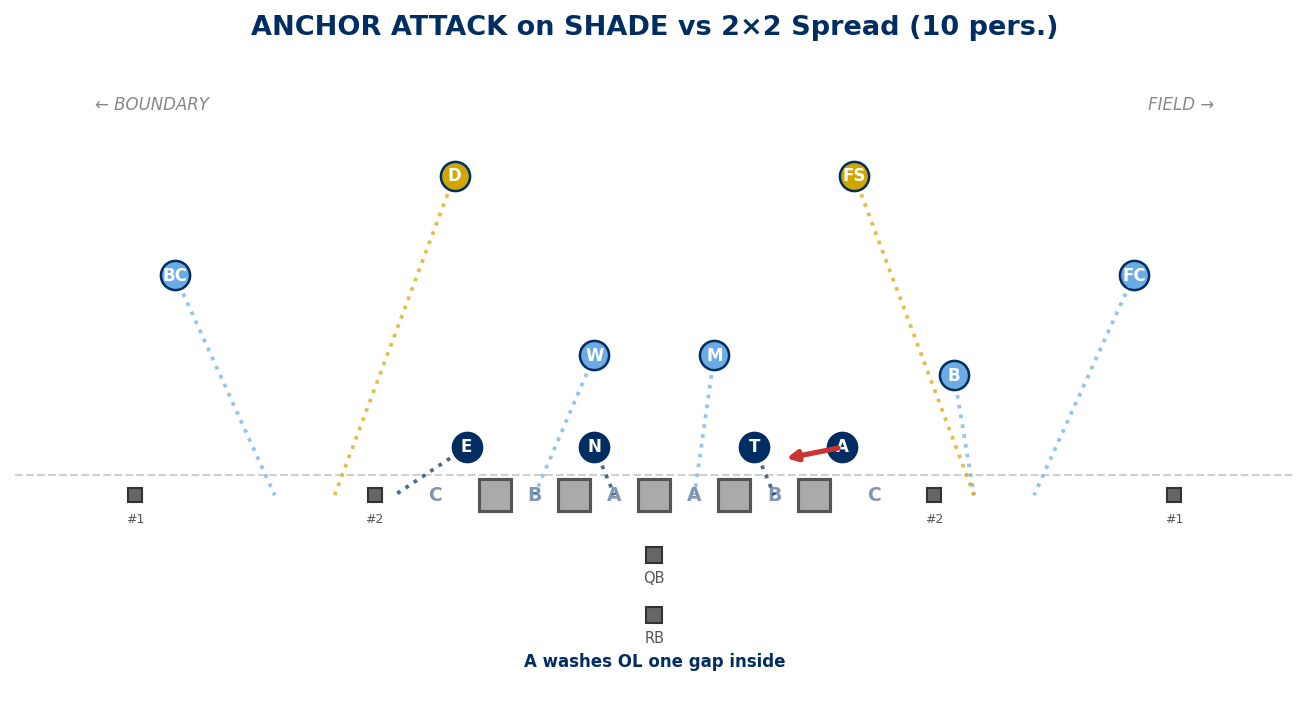 ANCHOR ATTACK on SHADE vs 2×2 Spread (10 pers.)
← BOUNDARY
FIELD →
D
FS
BC
FC
W
M
B
E
N
T
A
C
B
A
A
B
C
#1
#2
#2
#1
QB
RB
A washes OL one gap inside